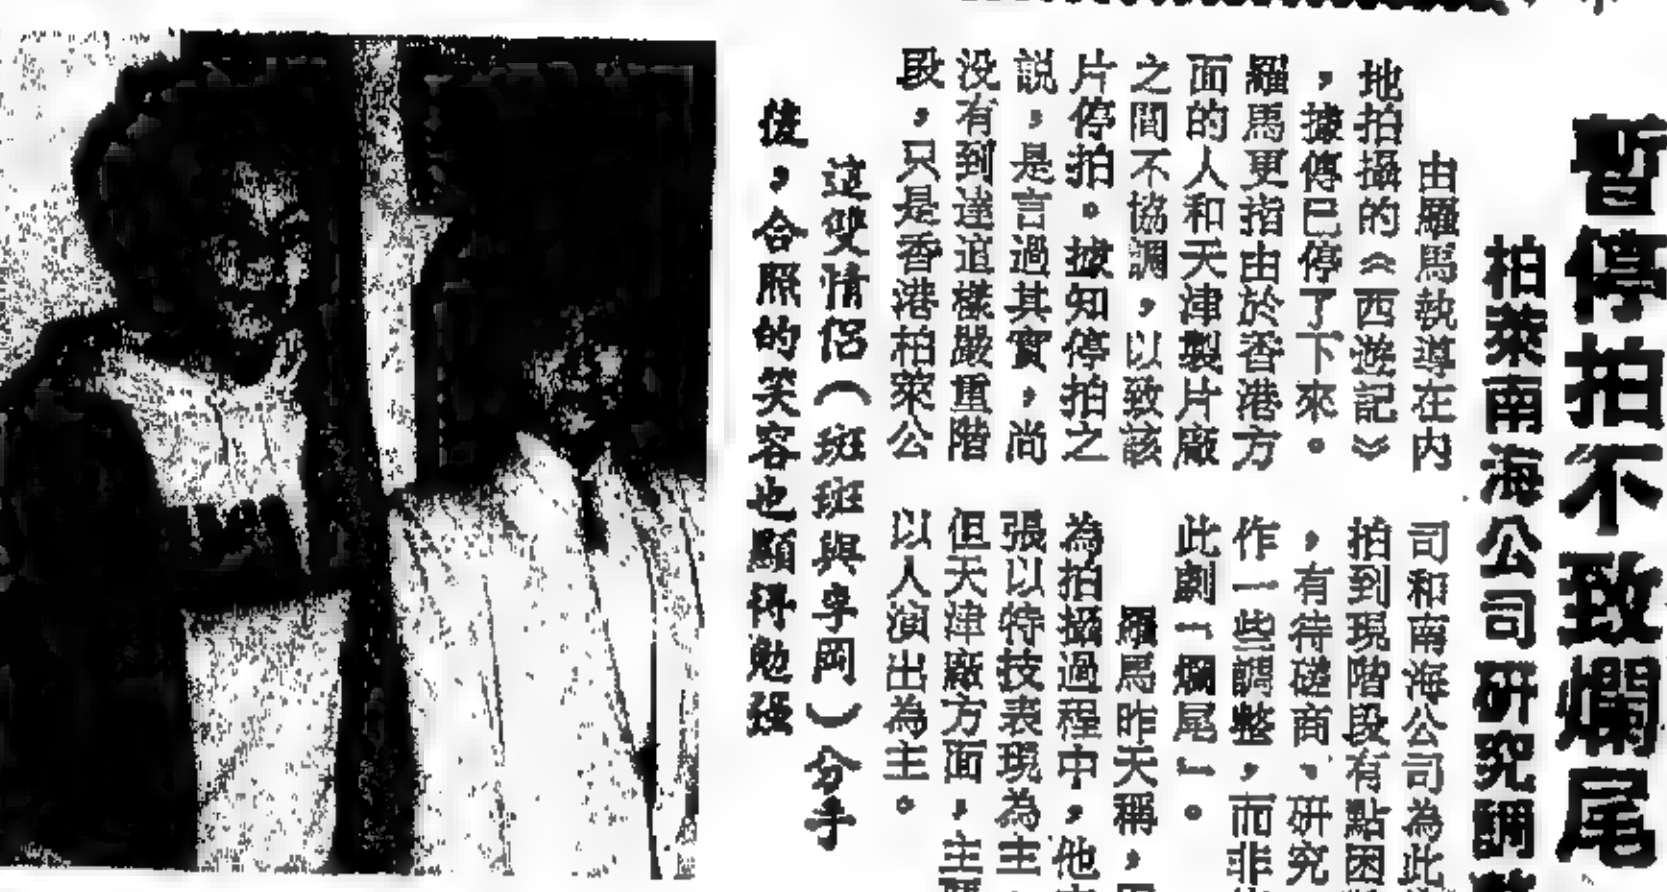 暫停拍不致爛尾
柏萊南海公司研究調
由羅馬執導在内
地拍攝的《西遊記》
，據傳已停了下來。
羅馬更指由於香港方
面的人和天津製片廠
之間不協調，以致該
片停拍。據知停拍之
説，是言過其實，尚
没有到達這樣嚴重階
段，只是香港柏萊公
司和南海公司為此
拍到現階段有點困
，有待磋商、研究
作一些調整，而非
此劇「爛尾」。
羅馬昨天稱，
為拍攝過程中，他
張以特技表現為主，
但天津廠方面，主
以人演出為主。
這雙情侶（斑斑與李岡）分手
後，合照的笑容也顯得勉强